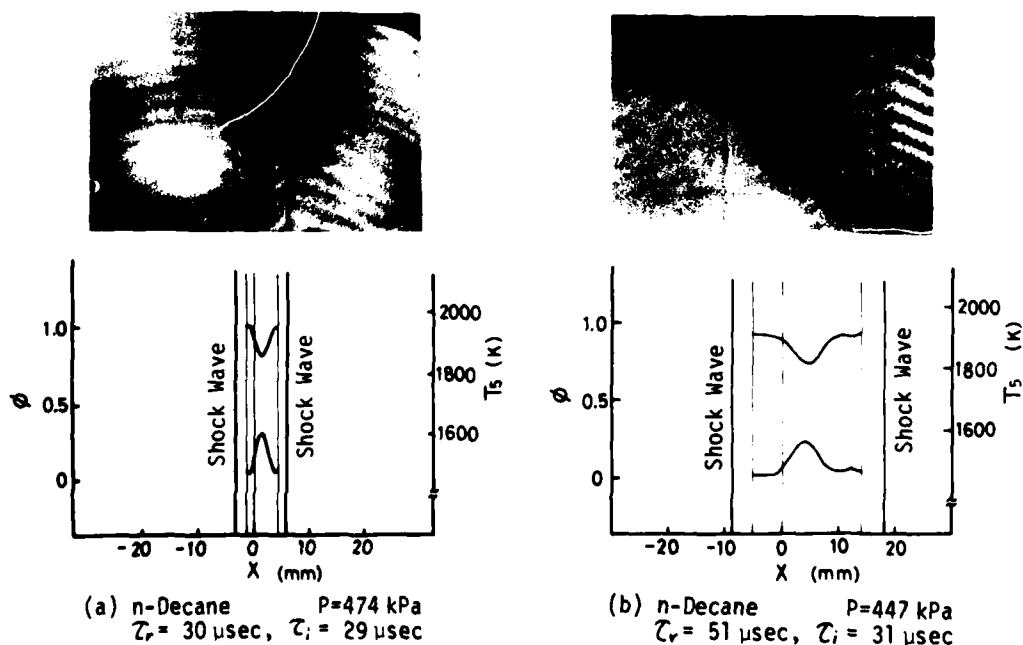 2000
1.0
Φ
Shock Wave
Shock Wave
1800
T5 (K)
0.5
1600
0
-20 -10 0 10 20
X (mm)
(a) n-Decane P=474 kPa
τr= 30 μsec, τi= 29 μsec
2000
1.0
Φ
Shock Wave
Shock Wave
1800
T5 (K)
0.5
1600
0
-20 -10 0 10 20
X (mm)
(b) n-Decane P=447 kPa
τr= 51 μsec, τi= 31 μsec